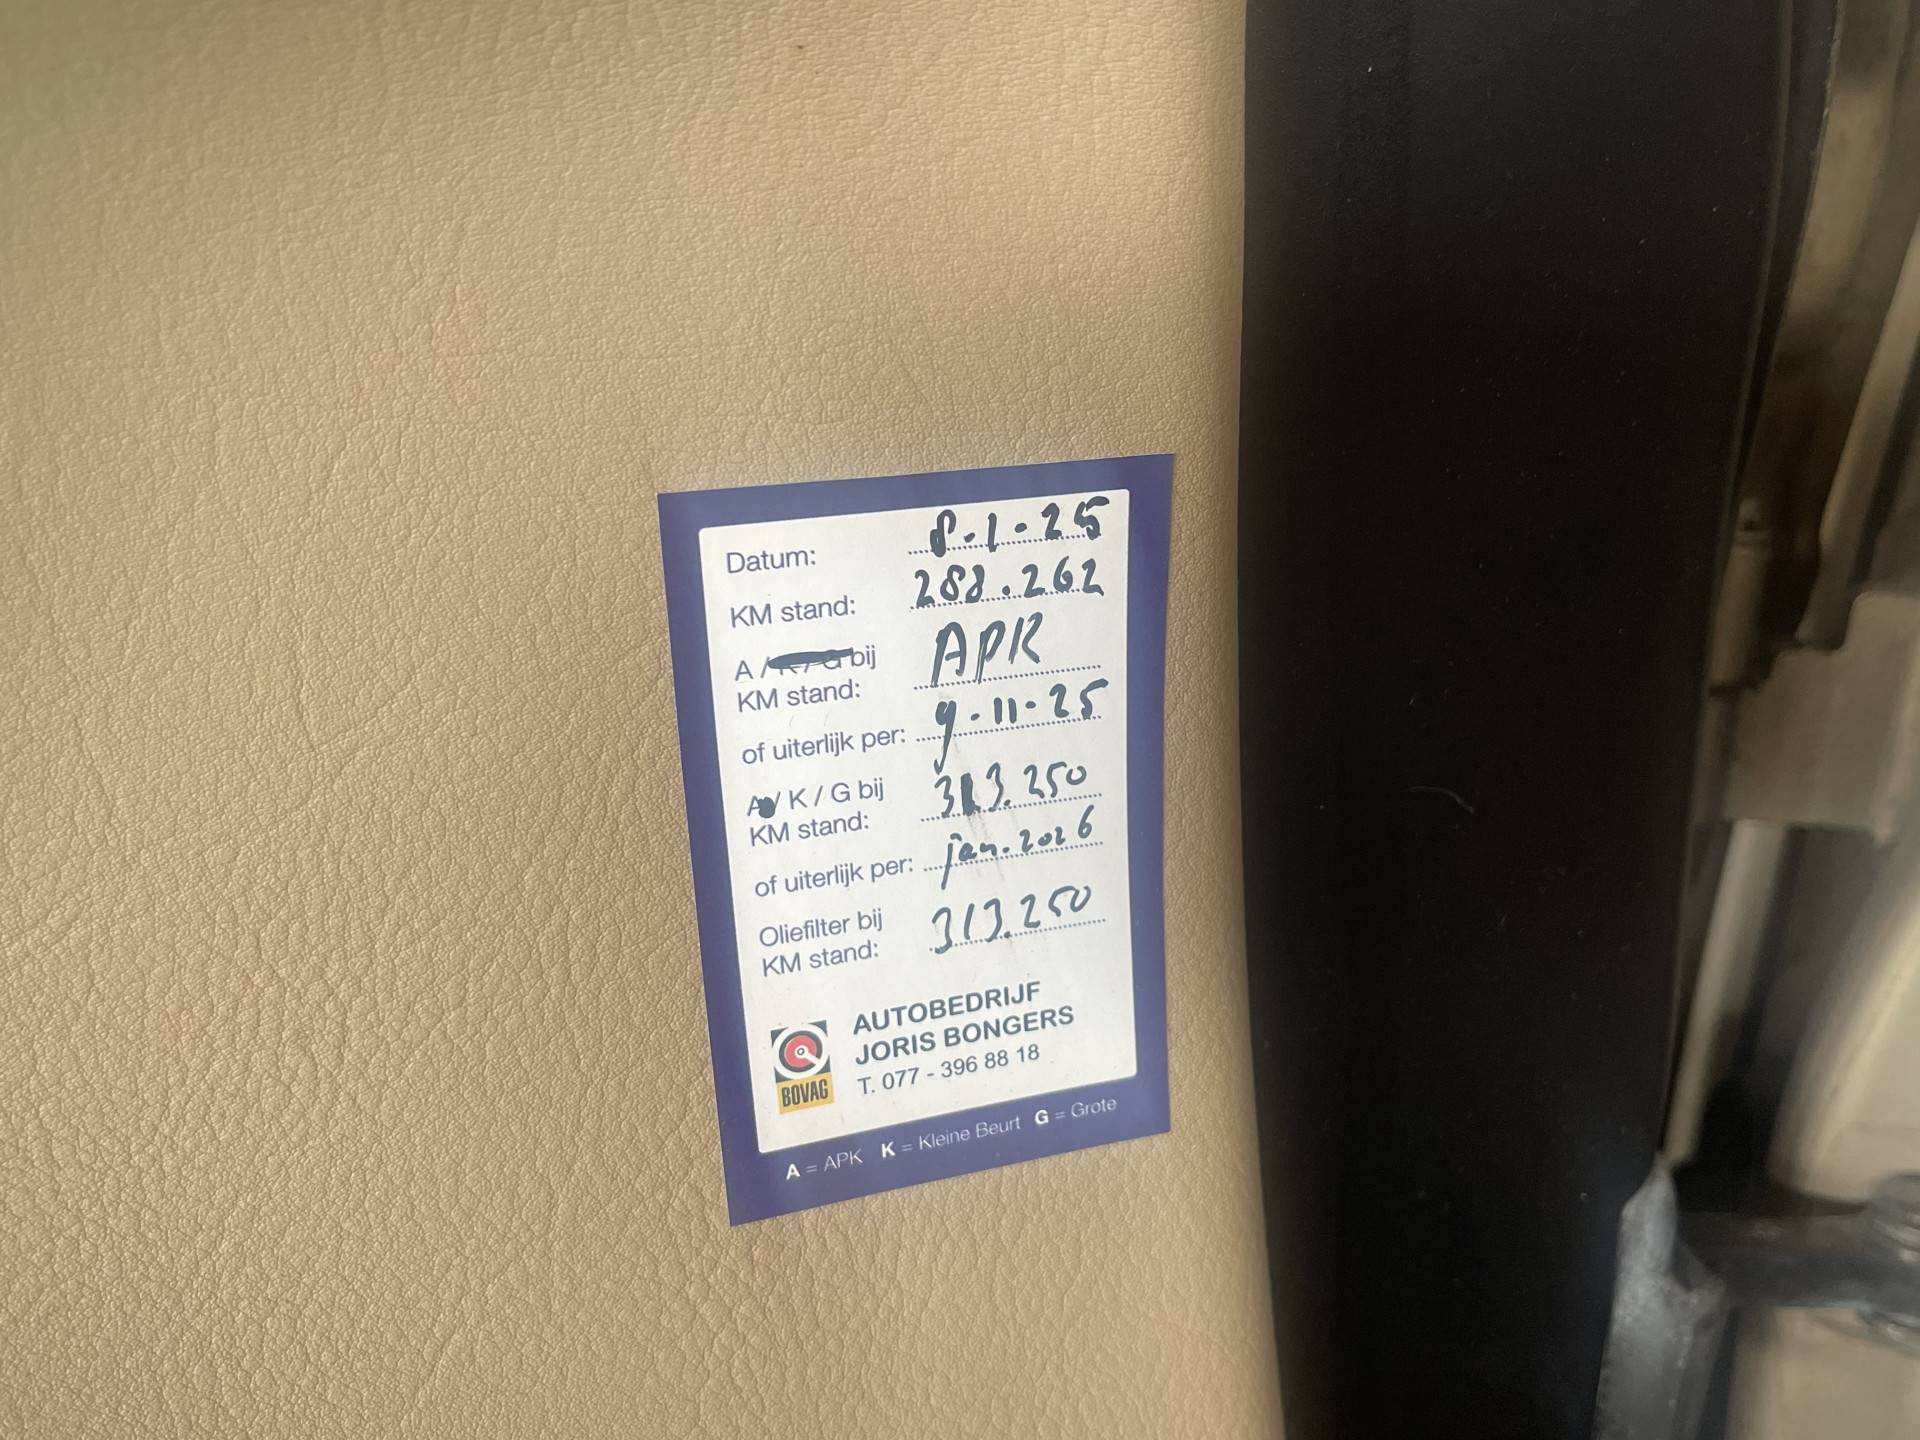 Datum: 8-1-25
KM stand: 288.262
A / K / G bij
KM stand: APK
of uiterlijk per: 9-11-25
A / K / G bij
KM stand: 313.250
of uiterlijk per: jan. 2026
Oliefilter bij
KM stand: 313.250
AUTOBEDRIJF
JORIS BONGERS
T. 077 - 396 88 18
BOVAG
A = APK K = Kleine Beurt G = Grote